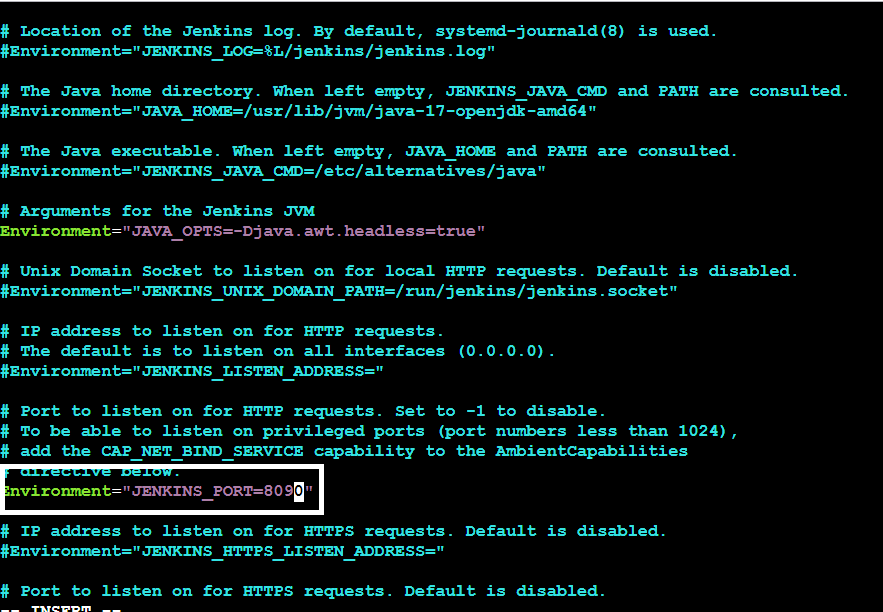 # Location of the Jenkins log. By default, systemd-journald(8) is used.
#Environment="JENKINS_LOG=%L/jenkins/jenkins.log"
# The Java home directory. When left empty, JENKINS_JAVA_CMD and PATH are consulted.
#Environment="JAVA_HOME=/usr/lib/jvm/java-17-openjdk-amd64"
# The Java executable. When left empty, JAVA_HOME and PATH are consulted.
#Environment="JENKINS_JAVA_CMD=/etc/alternatives/java"
# Arguments for the Jenkins JVM
Environment="JAVA_OPTS=-Djava.awt.headless=true"
# Unix Domain Socket to listen on for local HTTP requests. Default is disabled.
#Environment="JENKINS_UNIX_DOMAIN_PATH=/run/jenkins/jenkins.socket"
# IP address to listen on for HTTP requests.
# The default is to listen on all interfaces (0.0.0.0).
#Environment="JENKINS_LISTEN_ADDRESS="
# Port to listen on for HTTP requests. Set to -1 to disable.
# To be able to listen on privileged ports (port numbers less than 1024),
# add the CAP_NET_BIND_SERVICE capability to the AmbientCapabilities
# directive below.
Environment="JENKINS_PORT=8090"
# IP address to listen on for HTTPS requests. Default is disabled.
#Environment="JENKINS_HTTPS_LISTEN_ADDRESS="
# Port to listen on for HTTPS requests. Default is disabled.
-- INSERT --